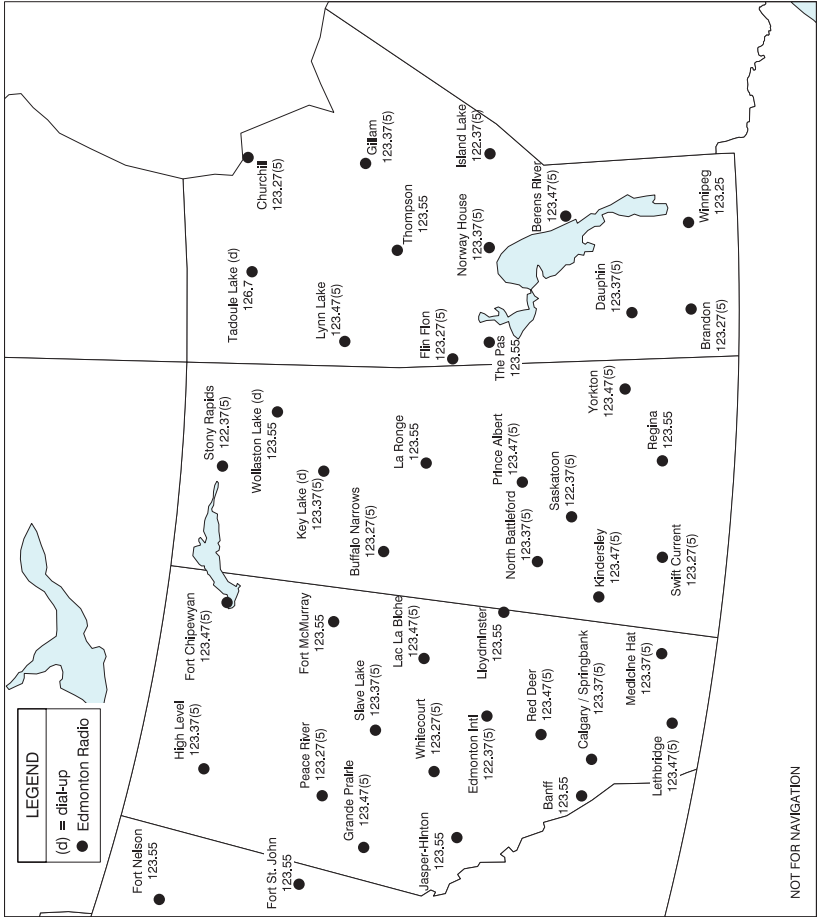 LEGEND
(d) = dial-up
Edmonton Radio
Fort Nelson
123.55
Fort St. John
123.55
High Level
123.37(5)
Peace River
123.27(5)
Grande Prairie
123.47(5)
Jasper-Hinton
123.55
Fort Chipewyan
123.47(5)
Fort McMurray
123.55
Slave Lake
123.37(5)
Whitecourt
123.27(5)
Lac La Biche
123.47(5)
Edmonton Intl
122.37(5)
Lloydminster
123.55
Red Deer
123.47(5)
Banff
123.55
Calgary / Springbank
123.37(5)
Medicine Hat
123.37(5)
Lethbridge
123.47(5)
Stony Rapids
122.37(5)
Wollaston Lake (d)
123.55
Key Lake (d)
123.37(5)
Buffalo Narrows
123.27(5)
La Ronge
123.55
Prince Albert
123.47(5)
North Battleford
123.37(5)
Saskatoon
122.37(5)
Kindersley
123.47(5)
Swift Current
123.27(5)
Regina
123.55
Yorkton
123.47(5)
Tadoule Lake (d)
126.7
Churchill
123.27(5)
Lynn Lake
123.47(5)
Gillam
123.37(5)
Thompson
123.55
Flin Flon
123.27(5)
The Pas
123.55
Norway House
123.37(5)
Island Lake
122.37(5)
Berens River
123.47(5)
Dauphin
123.37(5)
Brandon
123.27(5)
Winnipeg
123.25
NOT FOR NAVIGATION